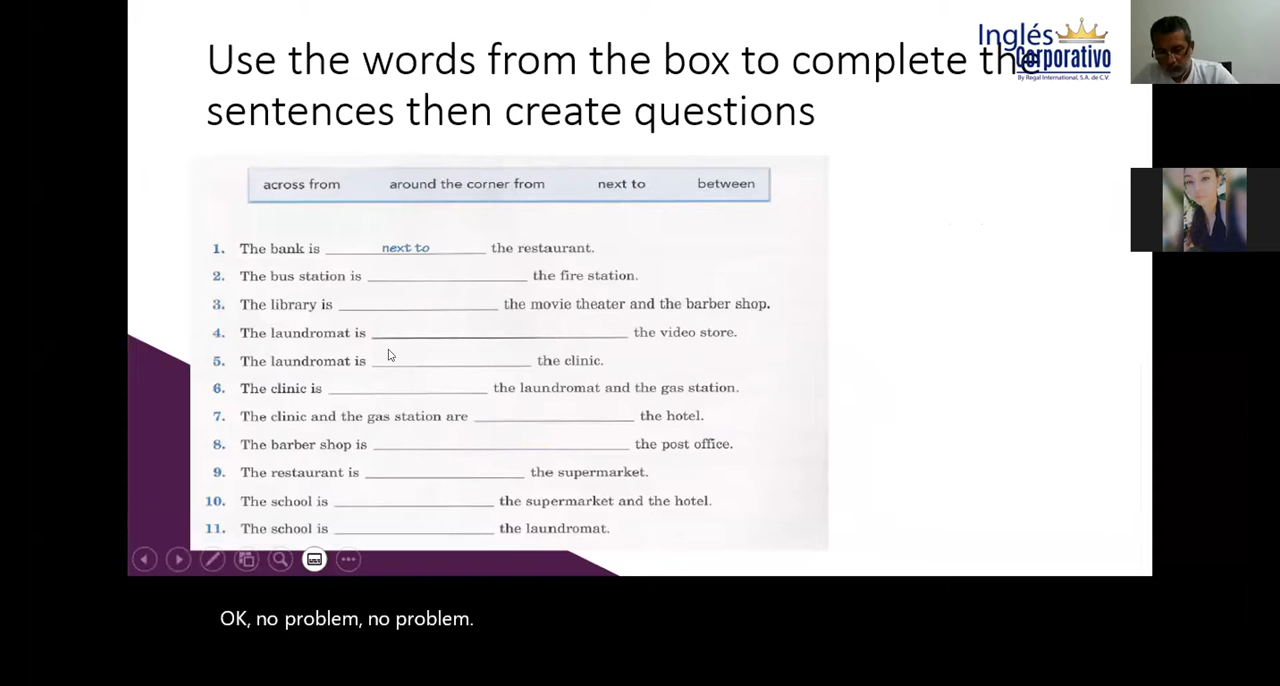 Use the words from the box to complete the
sentences then create questions
Inglés
Corporativo
By Regal International, S.A. de C.V.
across from around the corner from next to between
1. The bank is next to the restaurant.
2. The bus station is the fire station.
3. The library is the movie theater and the barber shop.
4. The laundromat is the video store.
5. The laundromat is the clinic.
6. The clinic is the laundromat and the gas station.
7. The clinic and the gas station are the hotel.
8. The barber shop is the post office.
9. The restaurant is the supermarket.
10. The school is the supermarket and the hotel.
11. The school is the laundromat.
OK, no problem, no problem.